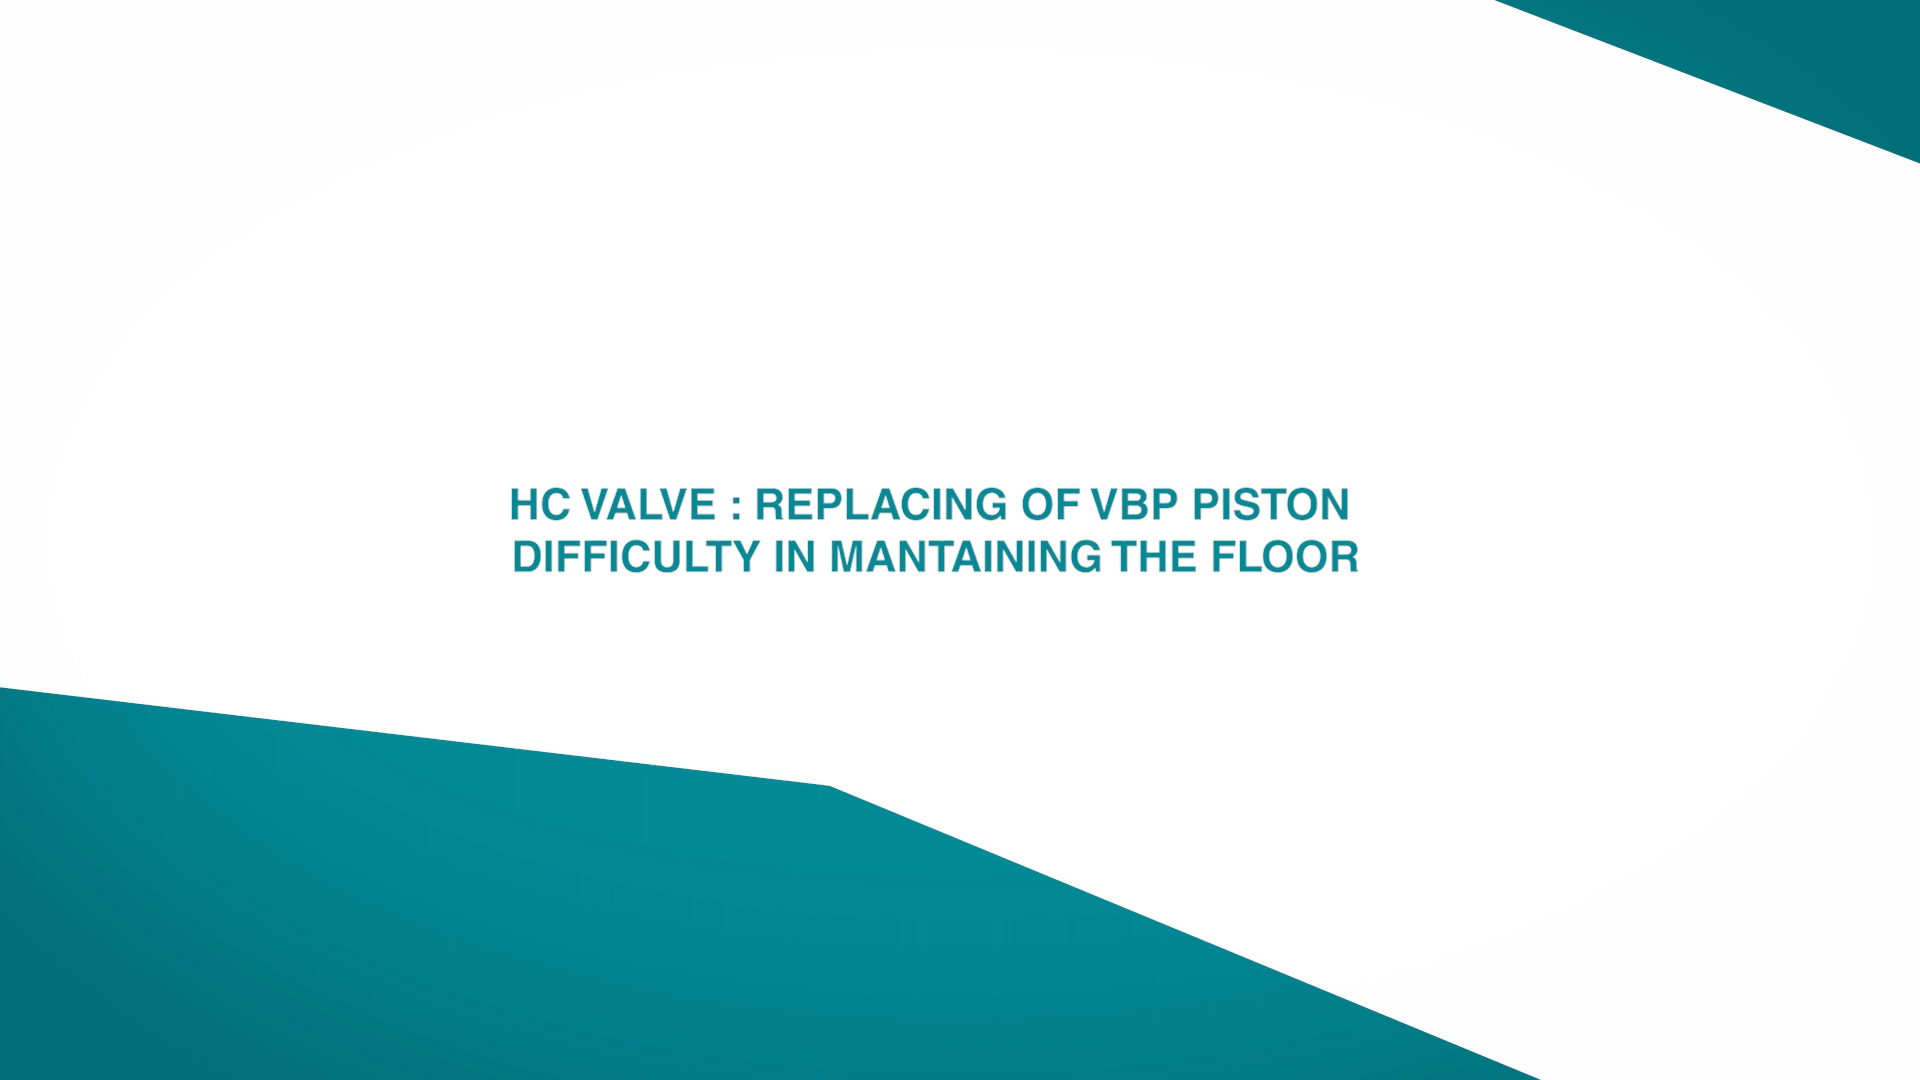 HC VALVE : REPLACING OF VBP PISTON
DIFFICULTY IN MANTAINING THE FLOOR